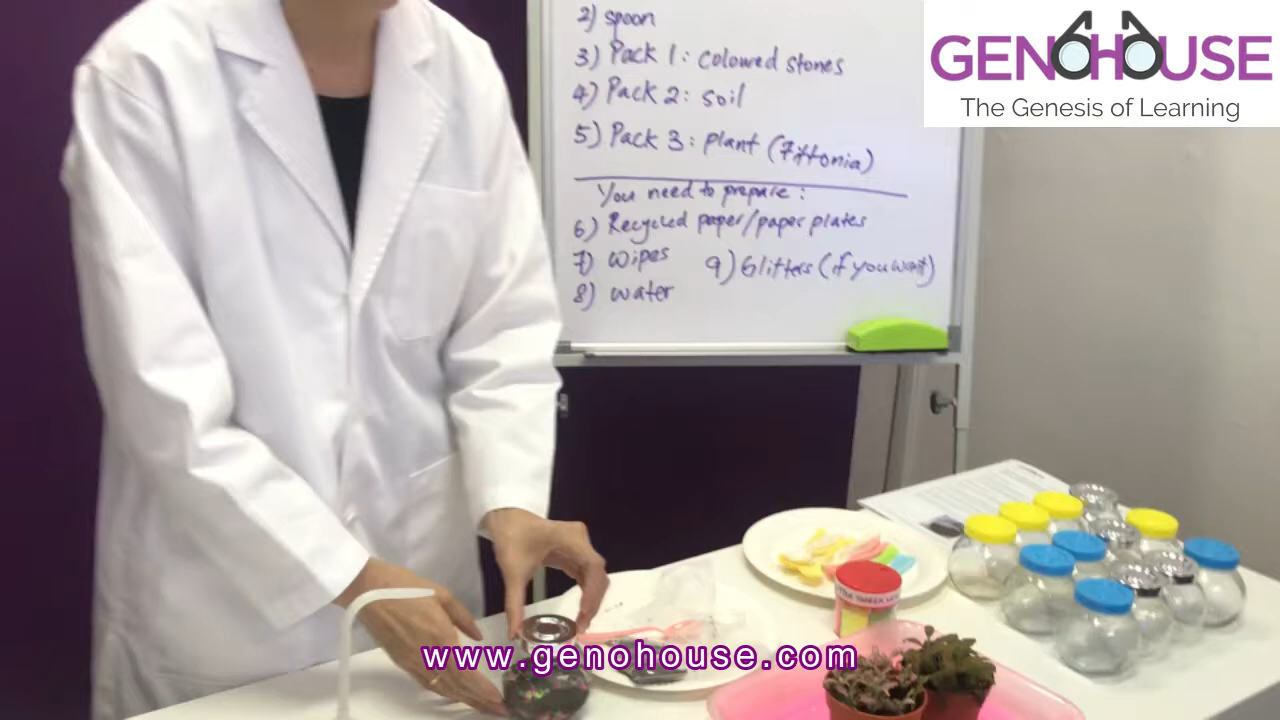 2) spoon
3) Pack 1: coloured stones
4) Pack 2: soil
5) Pack 3: plant (Fittonia)
You need to prepare:
6) Recycled paper/paper plates
7) Wipes
9) Glitters (if you want)
8) water
GENOHOUSE
The Genesis of Learning
www.genohouse.com